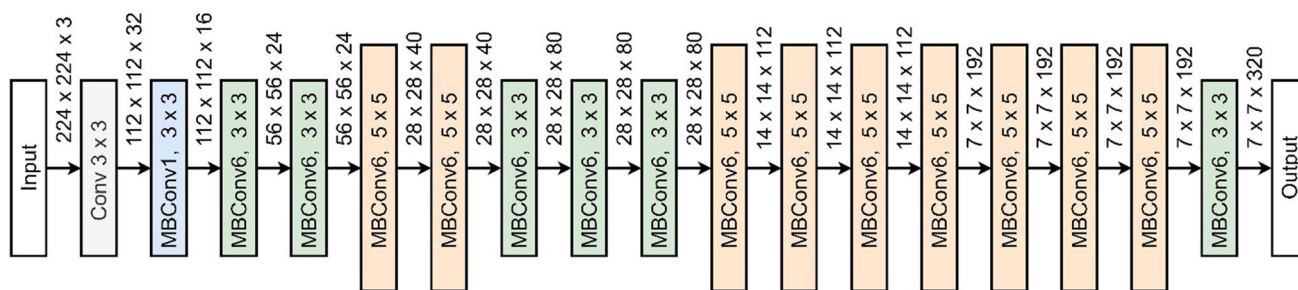 Input
224 x 224 x 3
Conv 3 x 3
112 x 112 x 32
MBConv1, 3 x 3
112 x 112 x 16
MBConv6, 3 x 3
56 x 56 x 24
MBConv6, 3 x 3
56 x 56 x 24
MBConv6, 5 x 5
28 x 28 x 40
MBConv6, 5 x 5
28 x 28 x 40
MBConv6, 3 x 3
28 x 28 x 80
MBConv6, 3 x 3
28 x 28 x 80
MBConv6, 3 x 3
28 x 28 x 80
MBConv6, 5 x 5
14 x 14 x 112
MBConv6, 5 x 5
14 x 14 x 112
MBConv6, 5 x 5
14 x 14 x 112
MBConv6, 5 x 5
7 x 7 x 192
MBConv6, 5 x 5
7 x 7 x 192
MBConv6, 5 x 5
7 x 7 x 192
MBConv6, 5 x 5
7 x 7 x 192
MBConv6, 3 x 3
7 x 7 x 320
Output